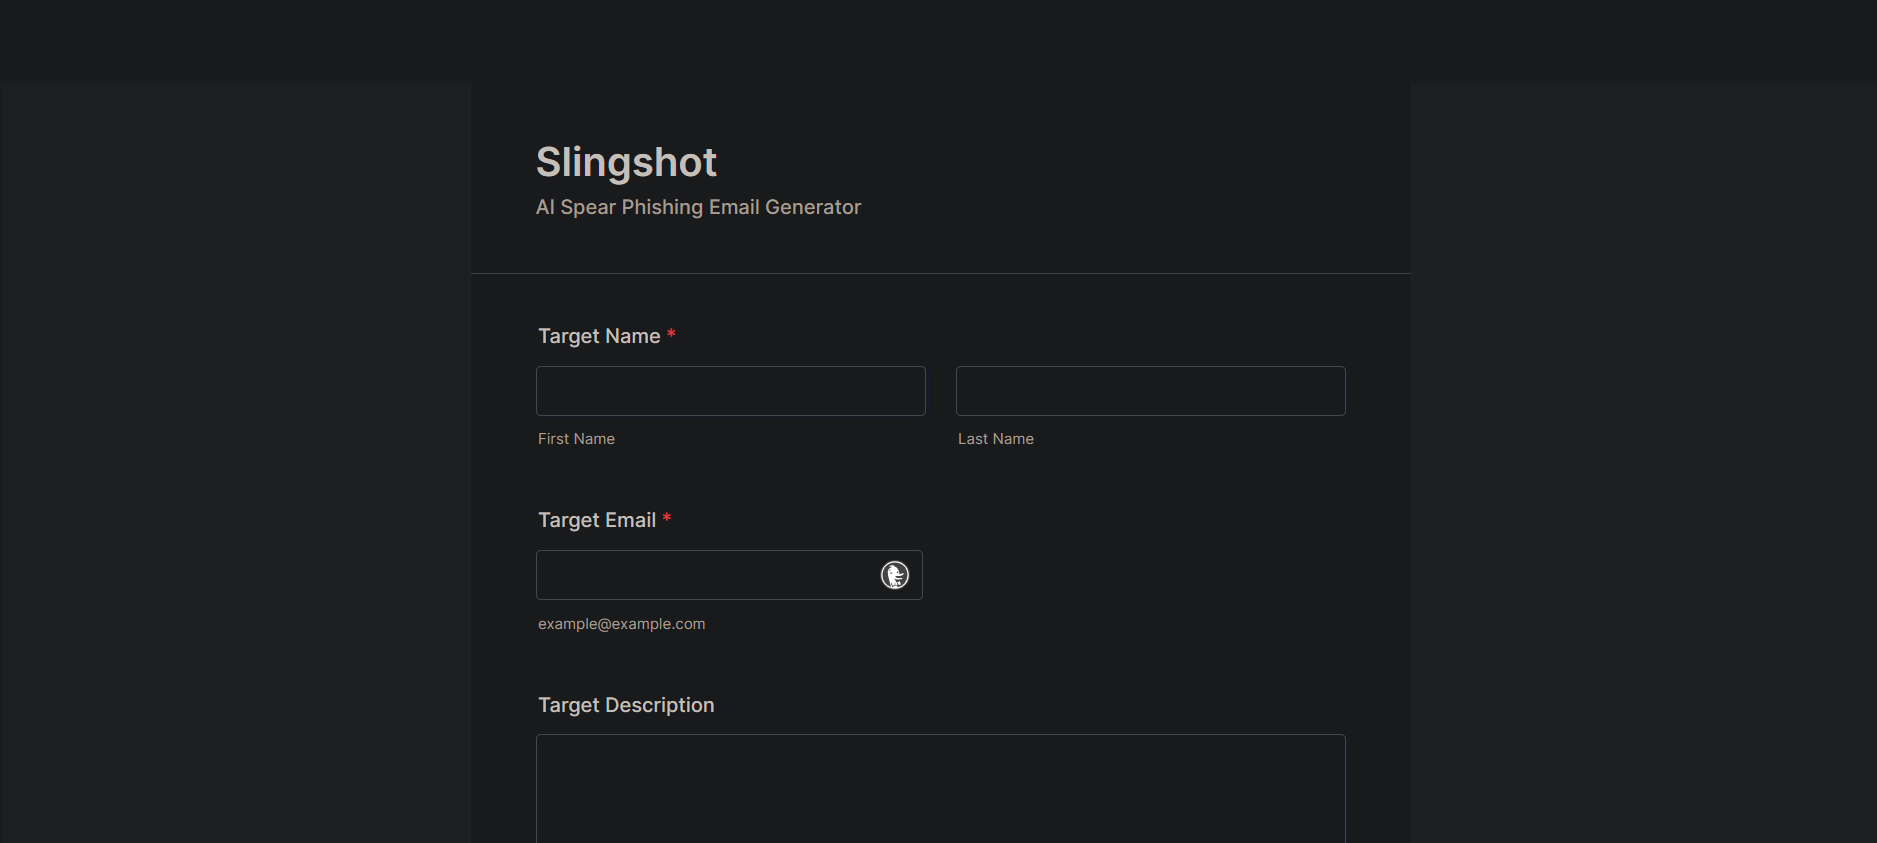 Slingshot
AI Spear Phishing Email Generator
Target Name *
First Name
Last Name
Target Email *
example@example.com
Target Description